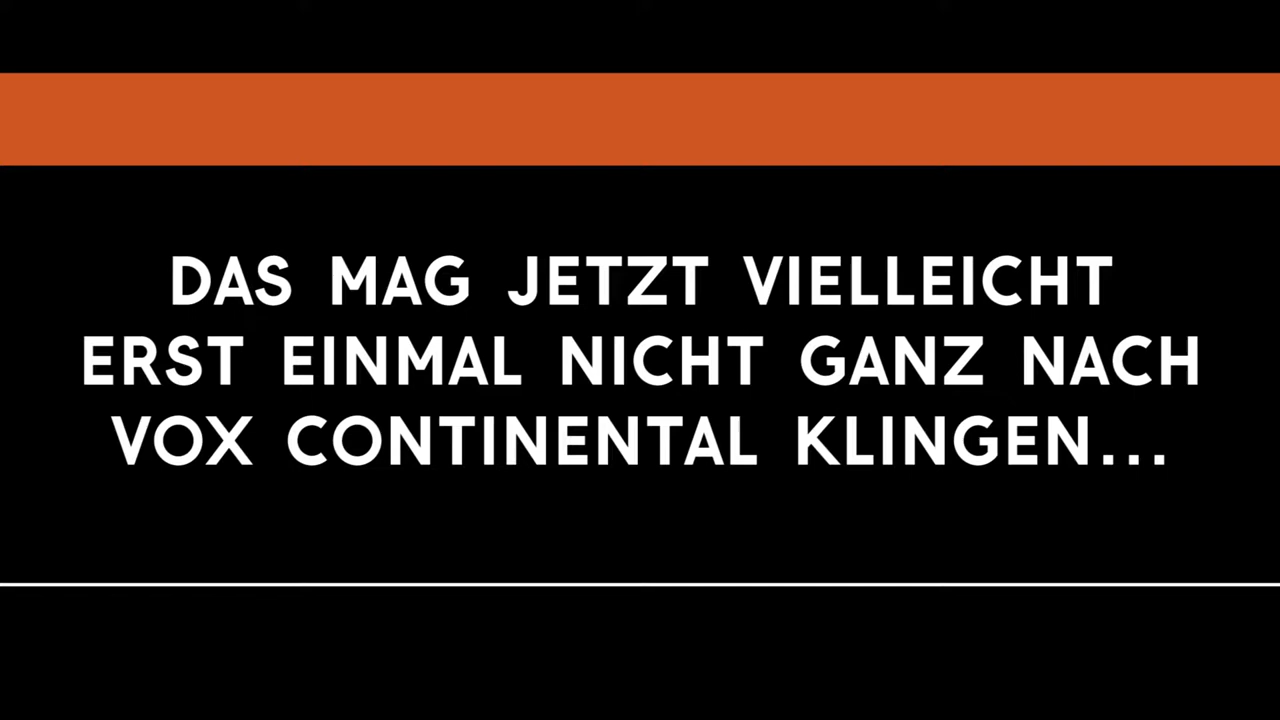 DAS MAG JETZT VIELLEICHT
ERST EINMAL NICHT GANZ NACH
VOX CONTINENTAL KLINGEN...